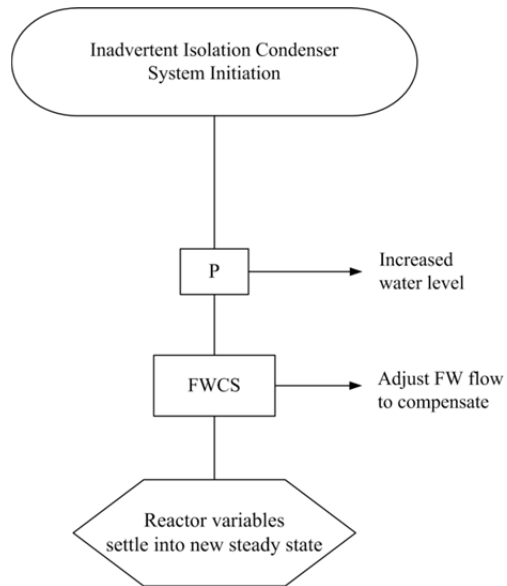 Inadvertent Isolation Condenser
System Initiation
P
Increased
water level
FWCS
Adjust FW flow
to compensate
Reactor variables
settle into new steady state